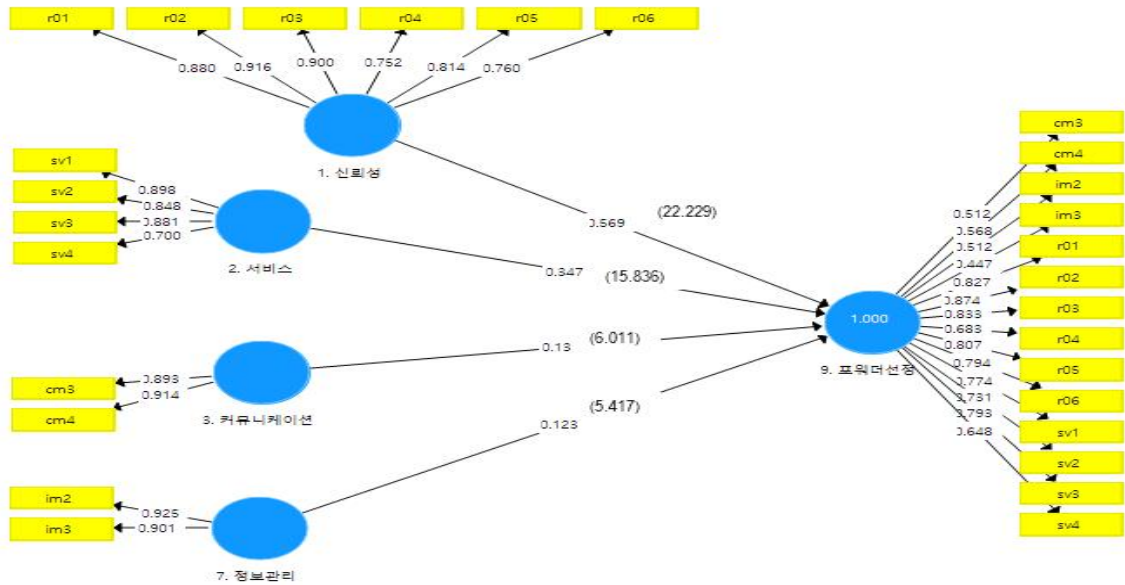 r01 r02 r03 r04 r05 r06
0.880 0.916 0.900 0.752 0.814 0.760
1. 신뢰성
sv1
sv2
sv3
sv4
0.898
0.848
0.881
0.700
2. 서비스
cm3
cm4
0.893
0.914
3. 커뮤니케이션
im2
im3
0.925
0.901
7. 정보관리
0.569 (22.229)
0.347 (15.836)
0.13 (6.011)
0.123 (5.417)
1.000
9. 포워더선정
0.512
0.568
0.512
0.447
0.827
0.874
0.833
0.683
0.807
0.794
0.774
0.731
0.793
0.648
cm3
cm4
im2
im3
r01
r02
r03
r04
r05
r06
sv1
sv2
sv3
sv4